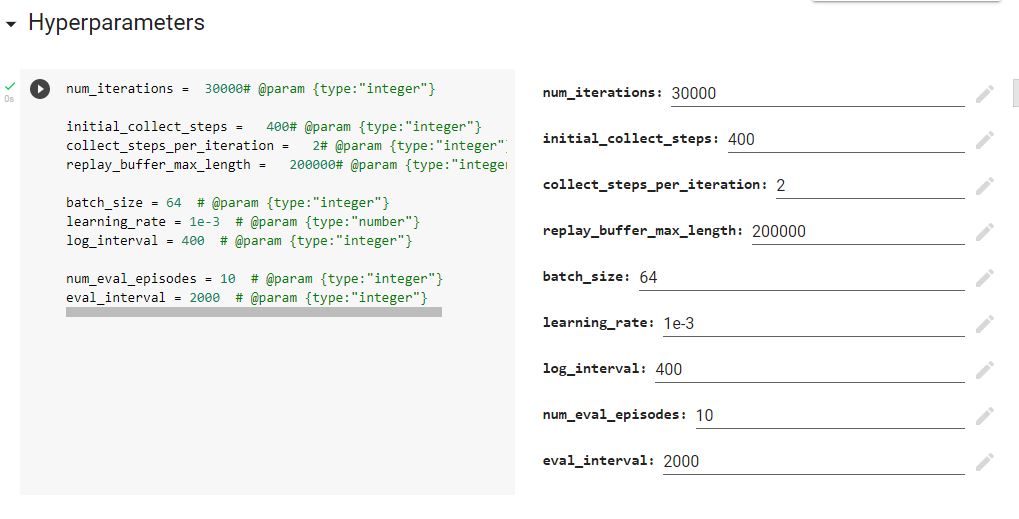 Hyperparameters
0s
num_iterations = 30000# @param {type:"integer"}
initial_collect_steps = 400# @param {type:"integer"}
collect_steps_per_iteration = 2# @param {type:"integer"
replay_buffer_max_length = 200000# @param {type:"integer
batch_size = 64 # @param {type:"integer"}
learning_rate = 1e-3 # @param {type:"number"}
log_interval = 400 # @param {type:"integer"}
num_eval_episodes = 10 # @param {type:"integer"}
eval_interval = 2000 # @param {type:"integer"}
num_iterations: 30000
initial_collect_steps: 400
collect_steps_per_iteration: 2
replay_buffer_max_length: 200000
batch_size: 64
learning_rate: 1e-3
log_interval: 400
num_eval_episodes: 10
eval_interval: 2000